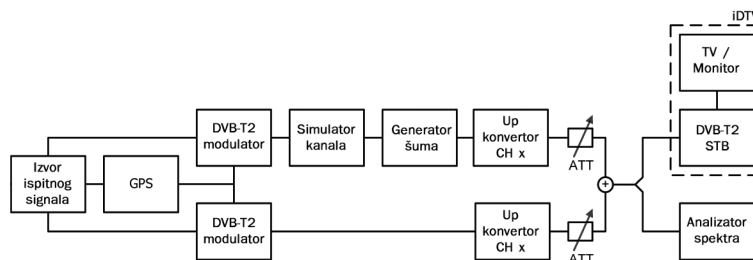 iDTV
TV /
Monitor
DVB-T2
modulator
Simulator
kanala
Generator
šuma
Up
konvertor
CH x
ATT
DVB-T2
STB
Izvor
ispitnog
signala
GPS
DVB-T2
modulator
Up
konvertor
CH x
ATT
Analizator
spektra